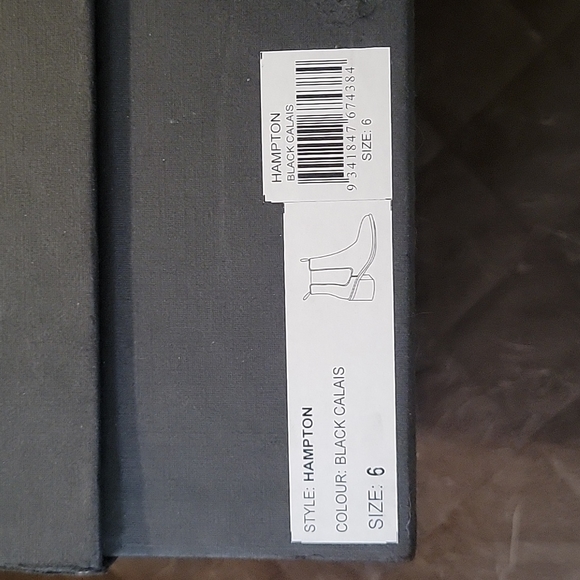 STYLE: HAMPTON
COLOUR: BLACK CALAIS
SIZE: 6
HAMPTON
BLACK CALAIS
9 341847 674384
SIZE: 6